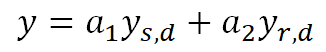 y = a₁y_{s,d} + a₂y_{r,d}